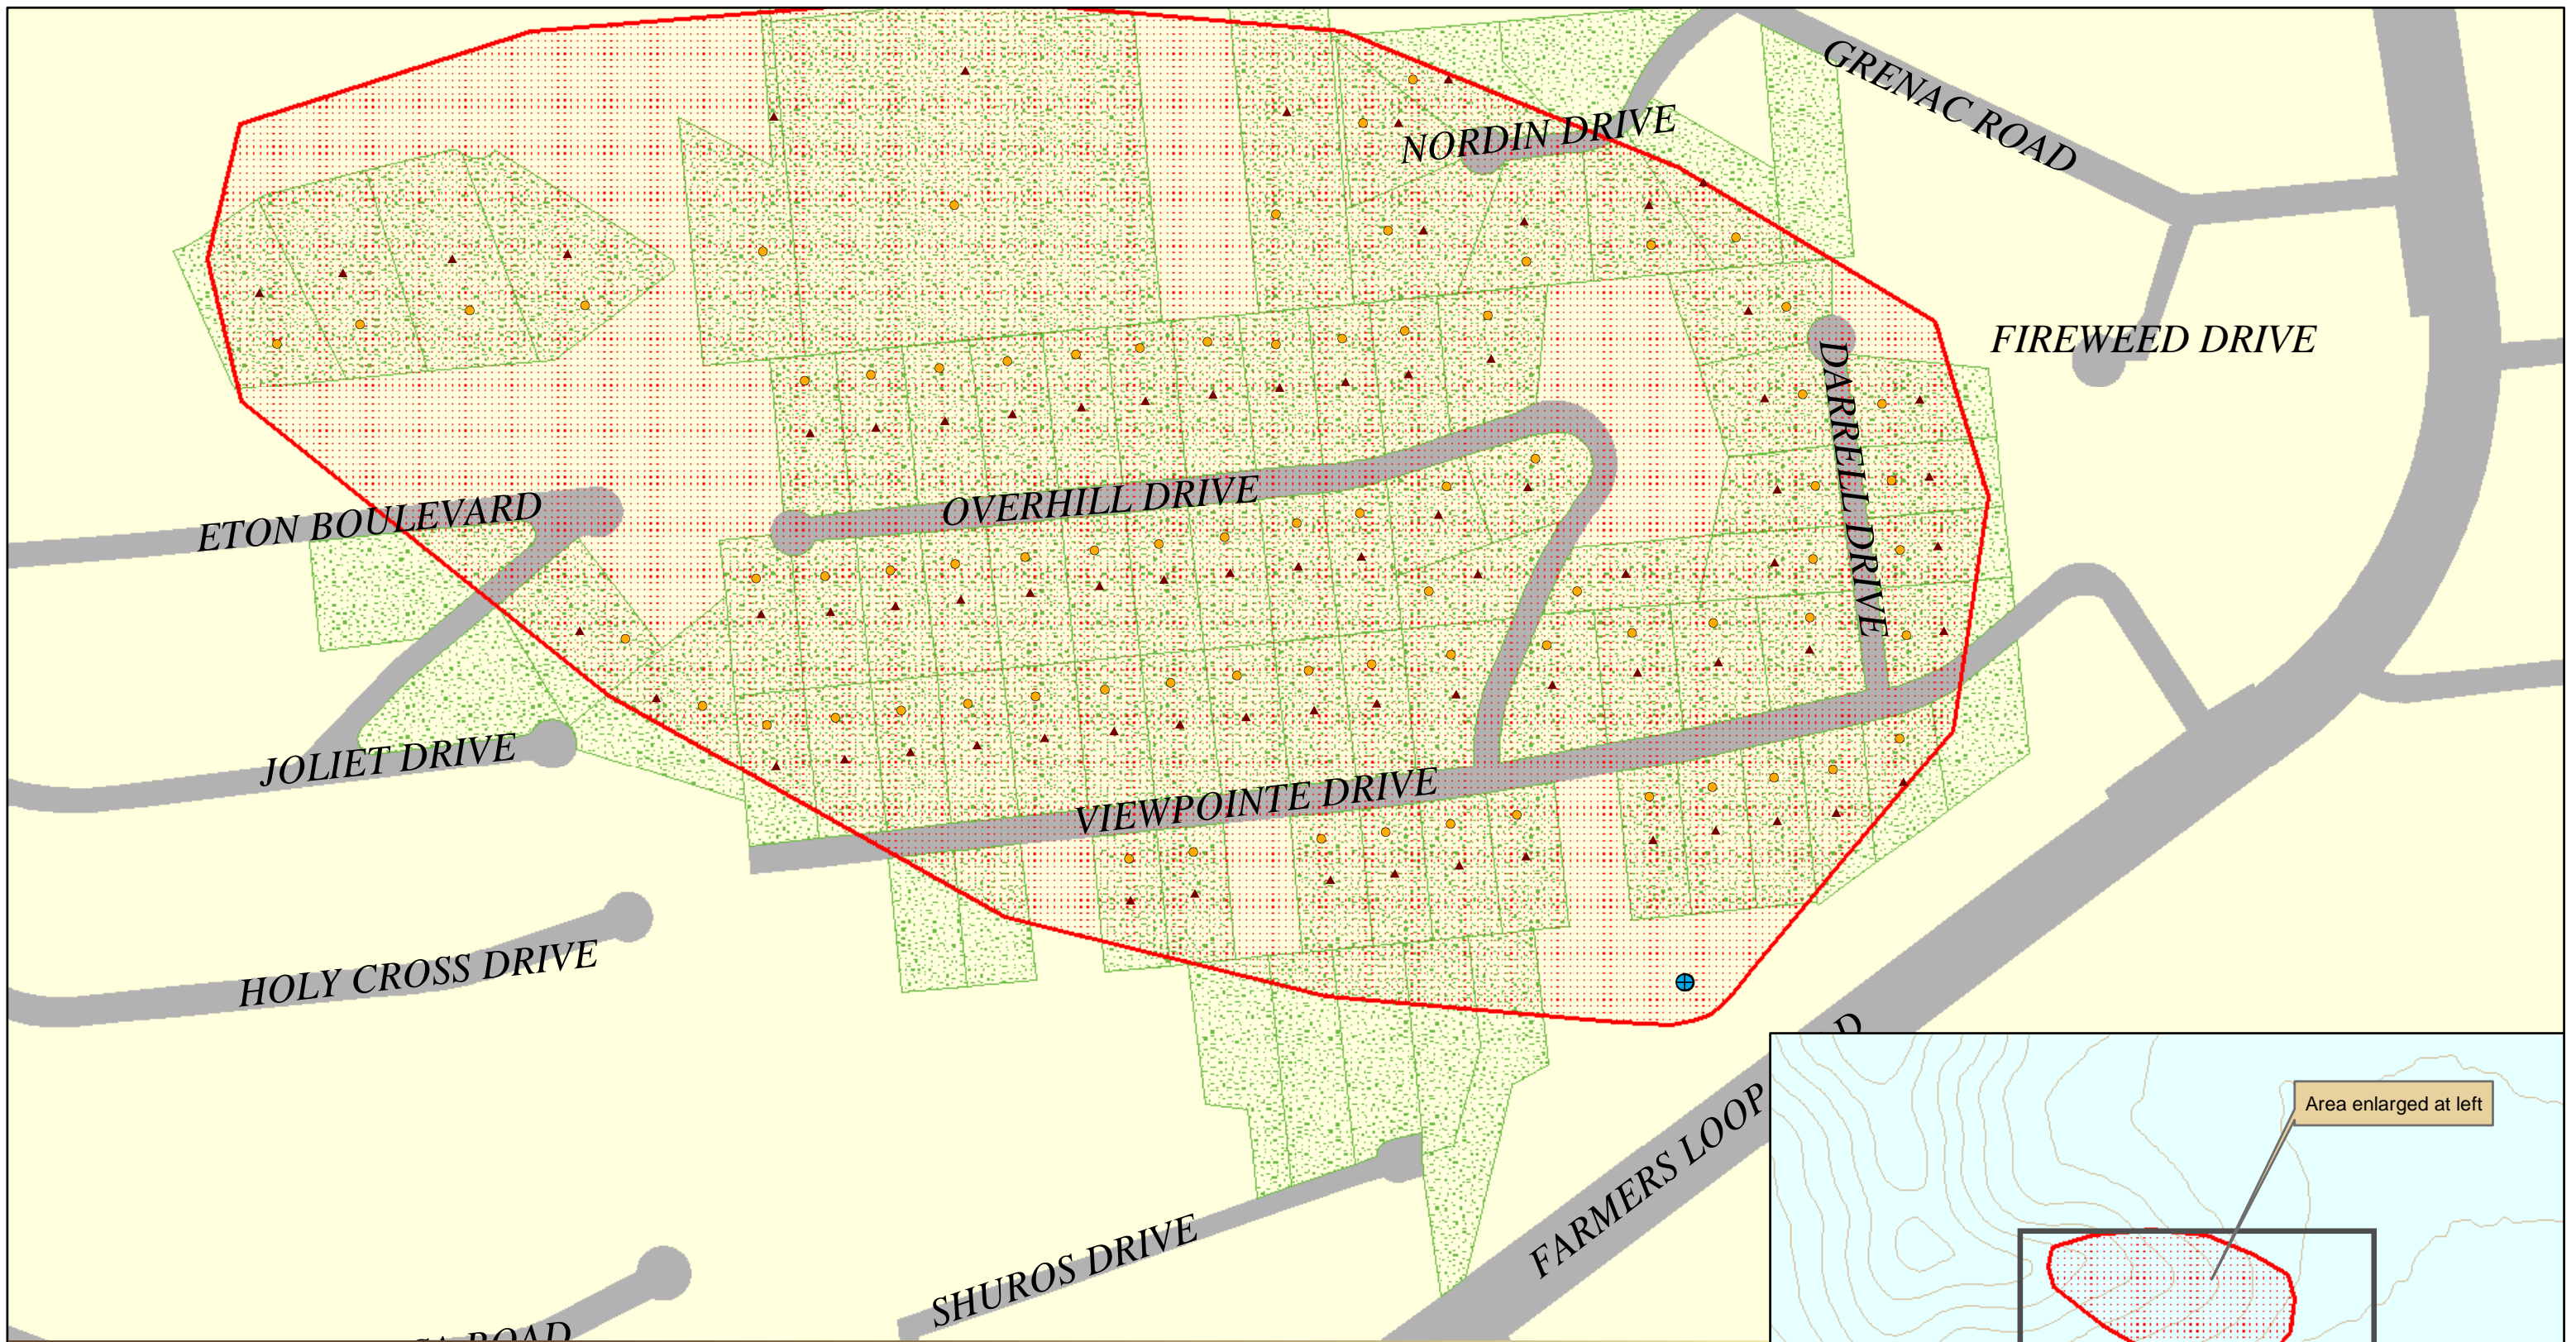 GRENAC ROAD
NORDIN DRIVE
FIREWEED DRIVE
DARRELL DRIVE
OVERHILL DRIVE
ETON BOULEVARD
JOLIET DRIVE
VIEWPOINTE DRIVE
HOLY CROSS DRIVE
FARMERS LOOP D
Area enlarged at left
SHUROS DRIVE
ROAD